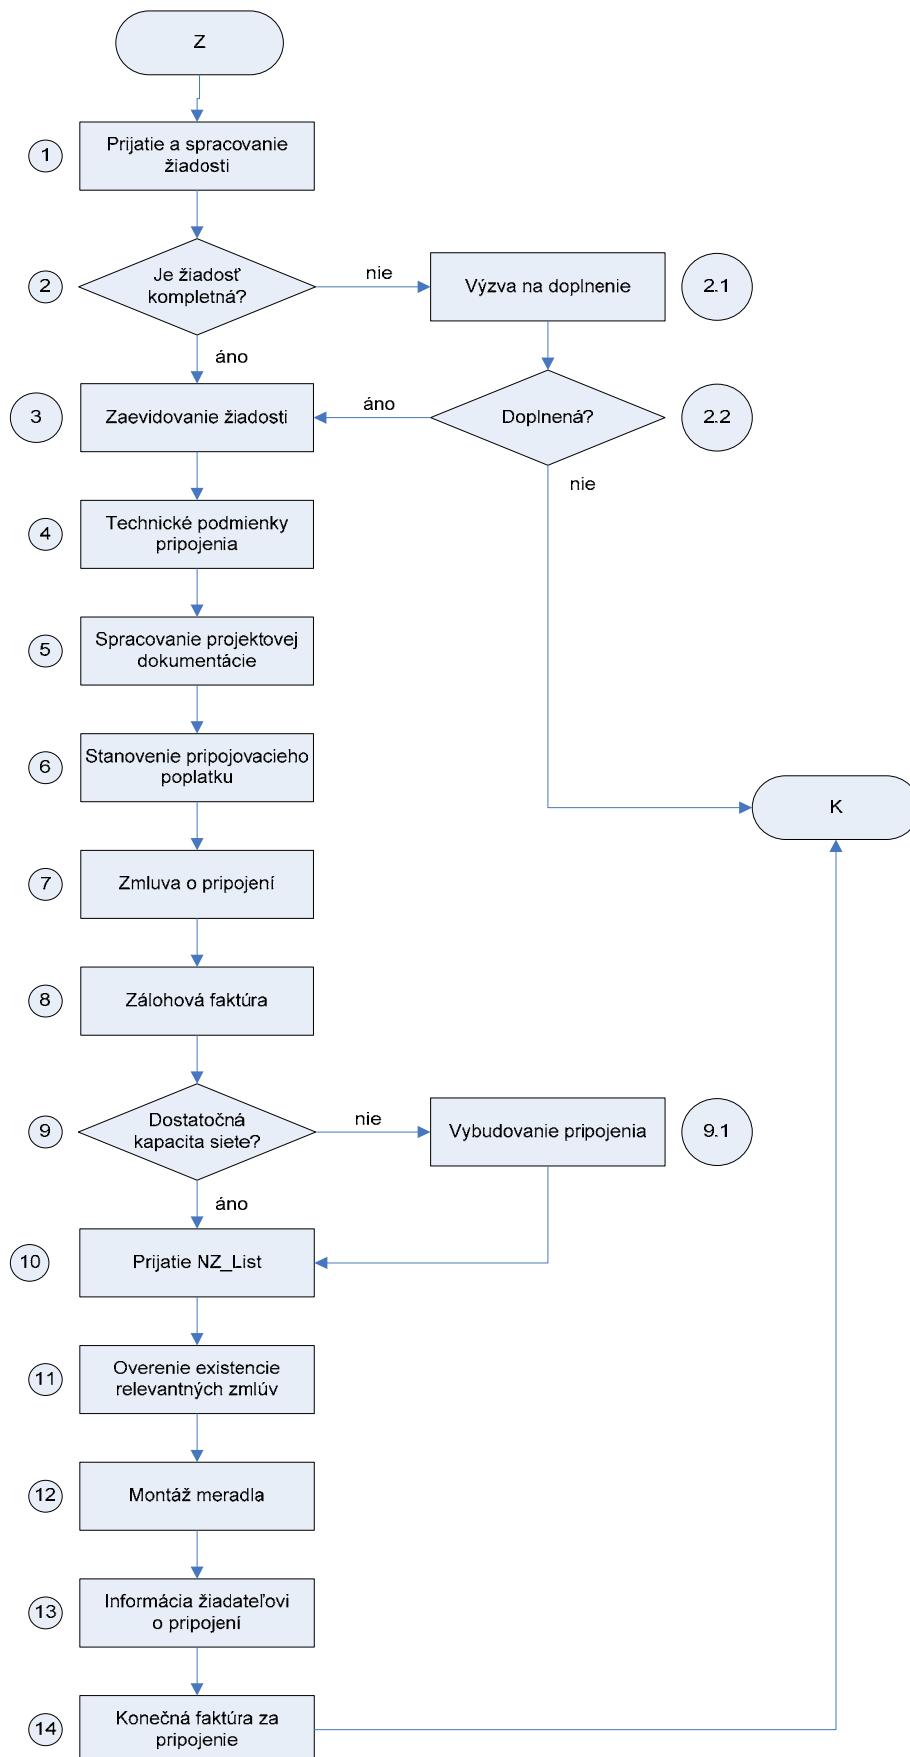 Z
1
Prijatie a spracovanie
žiadosti
2
Je žiadosť
kompletná?
nie
Výzva na doplnenie
2.1
áno
3
Zaevidovanie žiadosti
áno
Doplnená?
2.2
nie
4
Technické podmienky
pripojenia
5
Spracovanie projektovej
dokumentácie
6
Stanovenie pripojovacieho
poplatku
K
7
Zmluva o pripojení
8
Zálohová faktúra
9
Dostatočná
kapacita siete?
nie
Vybudovanie pripojenia
9.1
áno
10
Prijatie NZ_List
11
Overenie existencie
relevantných zmlúv
12
Montáž meradla
13
Informácia žiadateľovi
o pripojení
14
Konečná faktúra za
pripojenie